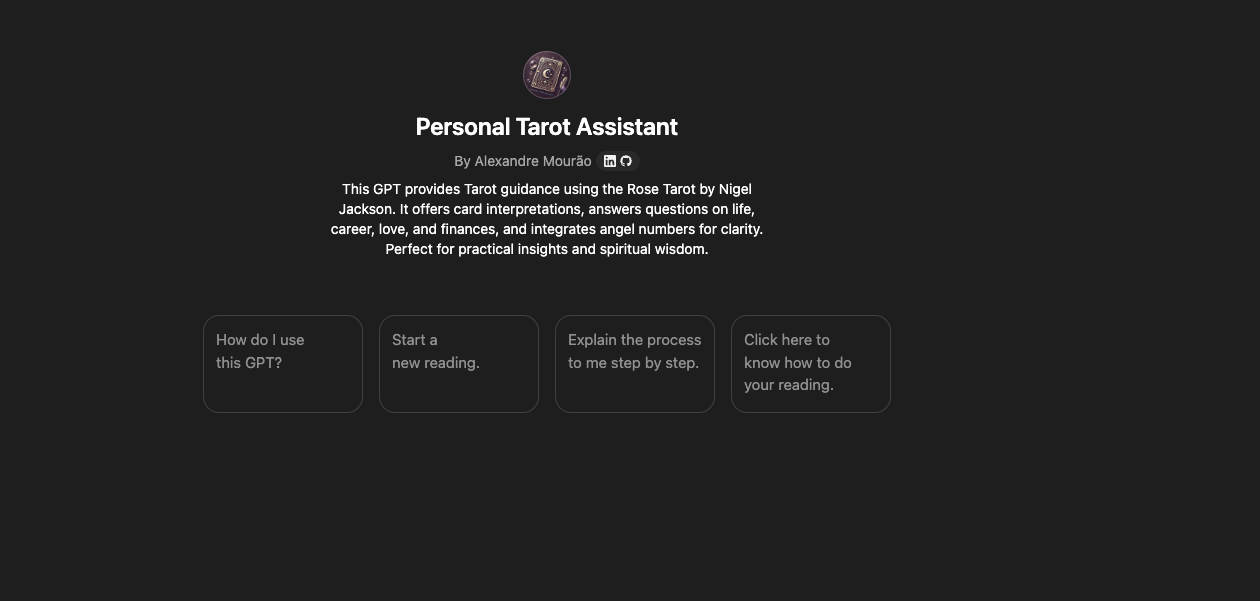 Personal Tarot Assistant
By Alexandre Mourão
This GPT provides Tarot guidance using the Rose Tarot by Nigel
Jackson. It offers card interpretations, answers questions on life,
career, love, and finances, and integrates angel numbers for clarity.
Perfect for practical insights and spiritual wisdom.
How do I use
this GPT?
Start a
new reading.
Explain the process
to me step by step.
Click here to
know how to do
your reading.